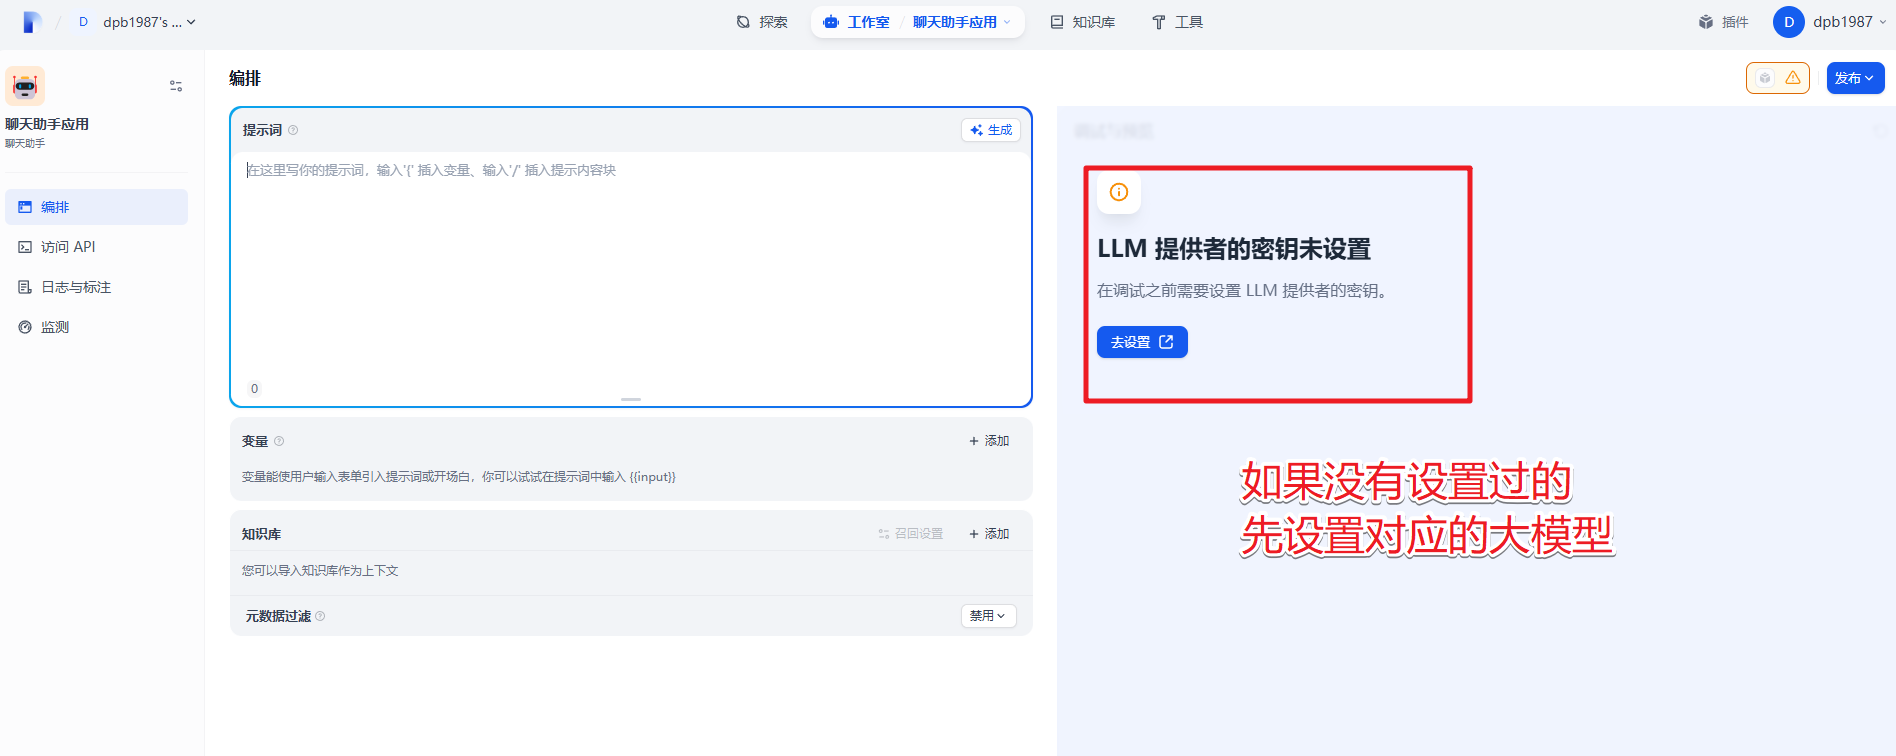 D dpb1987's ...
探索
工作室 / 聊天助手应用
知识库
工具
插件
D dpb1987
聊天助手应用
聊天助手
编排
访问 API
日志与标注
监测
编排
发布
提示词
生成
在这里写你的提示词，输入'{' 插入变量、输入'/' 插入提示内容块
0
变量
+ 添加
变量能使用户输入表单引入提示词或开场白，你可以试试在提示词中输入 {{input}}
知识库
召回设置
+ 添加
您可以导入知识库作为上下文
元数据过滤
禁用
LLM 提供者的密钥未设置
在调试之前需要设置 LLM 提供者的密钥。
去设置
如果没有设置过的
先设置对应的大模型